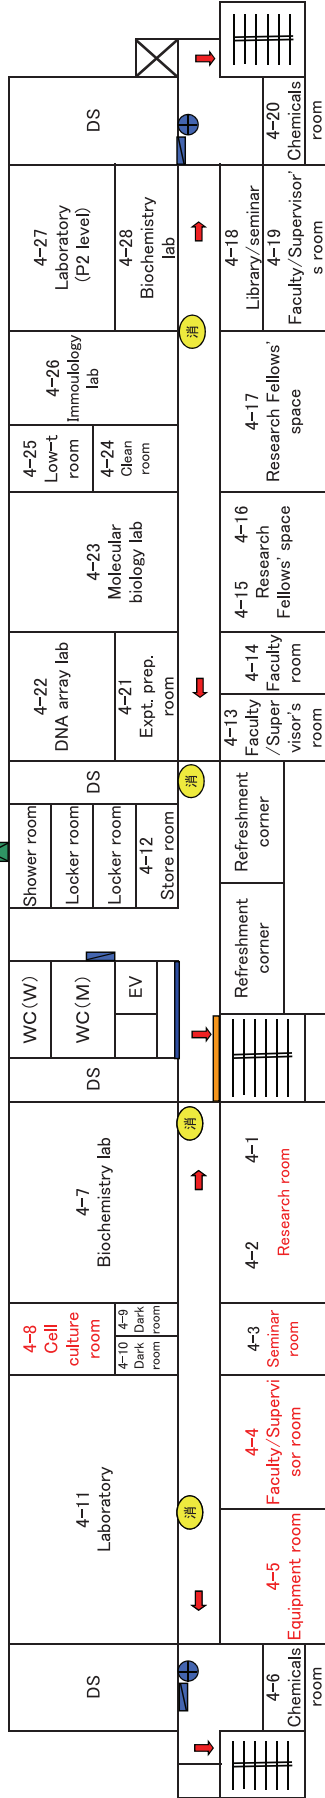 DS
4-11
Laboratory
4-8
Cell
culture
room
4-10
Dark
room
4-9
Dark
room
4-7
Biochemistry lab
DS
WC(W)
WC(M)
EV
Shower room
Locker room
Locker room
4-12
Store room
DS
4-22
DNA array lab
4-21
Expt. prep.
room
4-23
Molecular
biology lab
4-25
Low-t
room
4-24
Clean
room
4-26
Immoulology
lab
4-27
Laboratory
(P2 level)
4-28
Biochemistry
lab
DS
消
消
消
消
4-6
Chemicals
room
4-5
Equipment room
4-4
Faculty/Supervi
sor room
4-3
Seminar
room
4-2 4-1
Research room
Refreshment
corner
Refreshment
corner
4-13
Faculty
/Super
visor's
room
4-14
Faculty
room
4-15 4-16
Research
Fellows' space
4-17
Research Fellows'
space
4-18
Library/seminar
4-19
Faculty/Supervisor'
s room
4-20
Chemicals
room